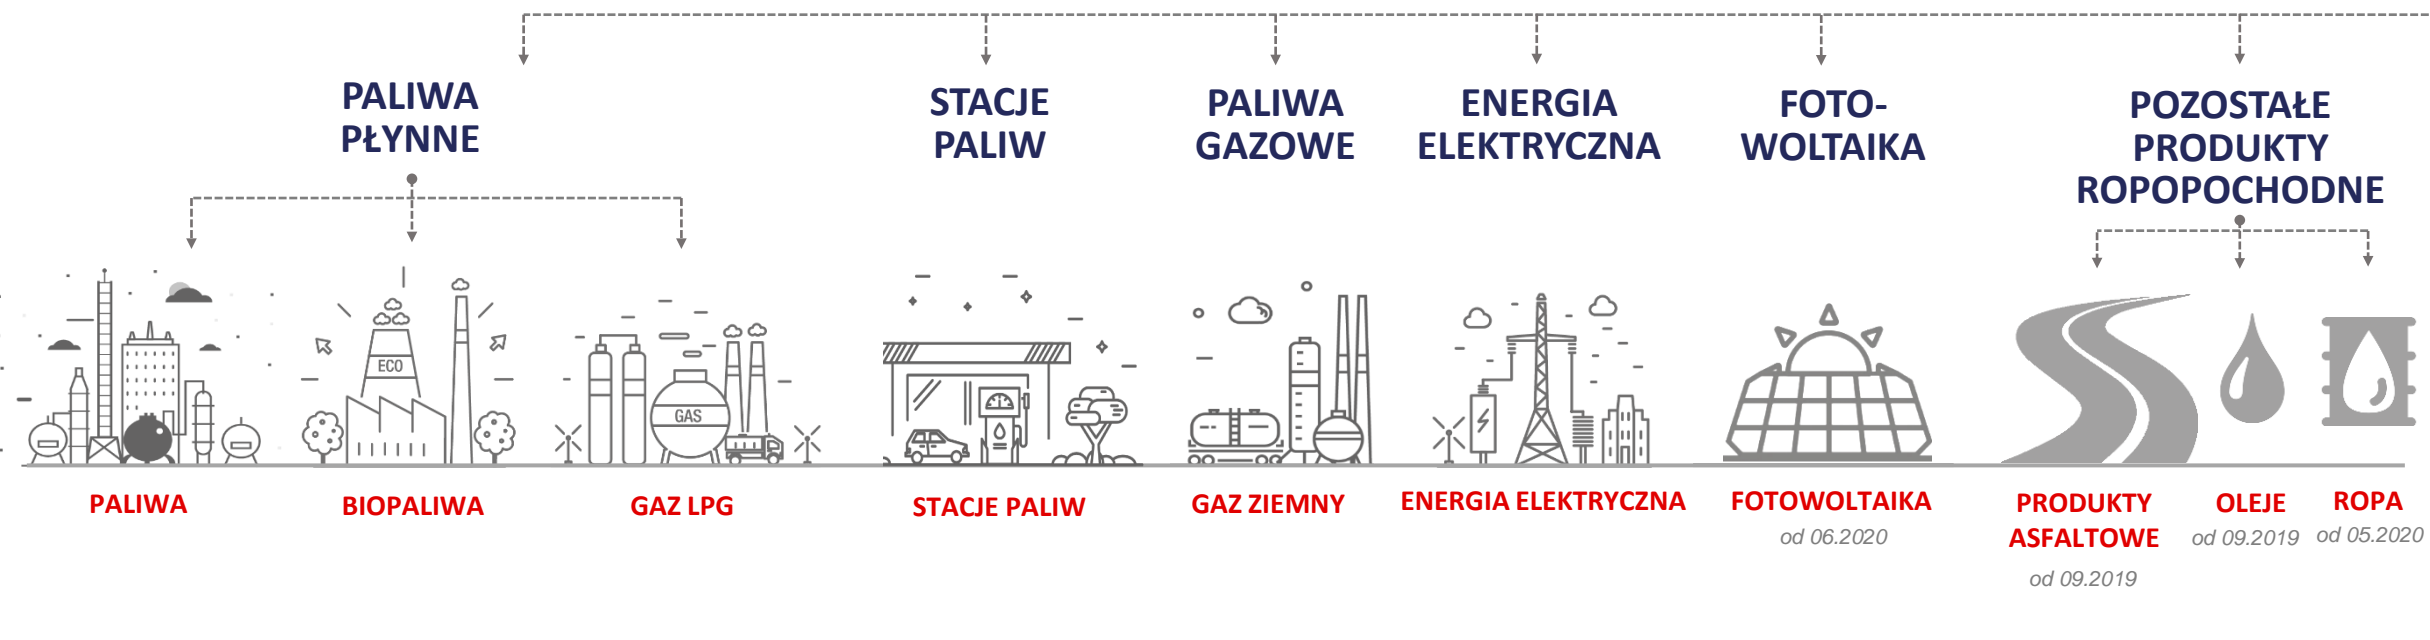 PALIWA
PŁYNNE
STACJE
PALIW
PALIWA
GAZOWE
ENERGIA
ELEKTRYCZNA
FOTO-
WOLTAIKA
POZOSTAŁE
PRODUKTY
ROPOPOCHODNE
ECO
GAS
PALIWA
BIOPALIWA
GAZ LPG
STACJE PALIW
GAZ ZIEMNY
ENERGIA ELEKTRYCZNA
FOTOWOLTAIKA
od 06.2020
PRODUKTY
ASFALTOWE
od 09.2019
OLEJE
od 09.2019
ROPA
od 05.2020